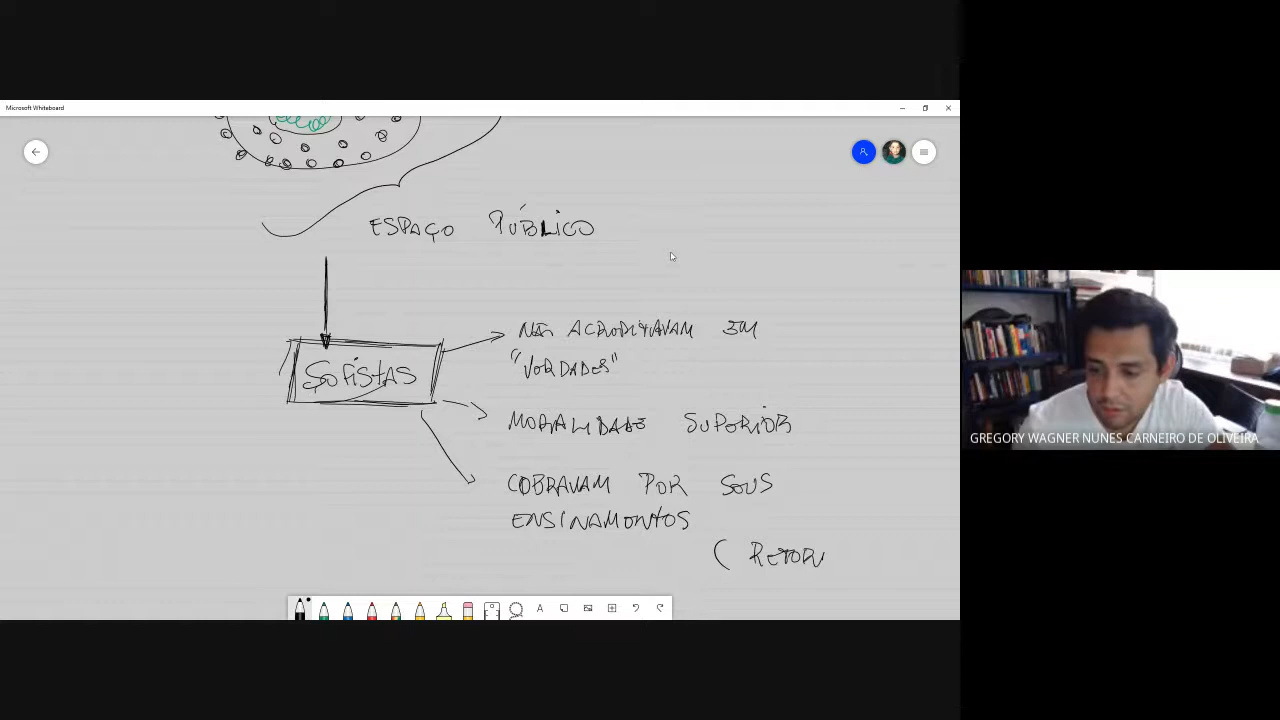 Microsoft Whiteboard
ESPAÇO PÚBLICO
SOFISTAS
NÃO ACREDITAVAM EM
"VERDADES"
MORALIDADE SUPERIOR
COBRAVAM POR SEUS
ENSINAMENTOS
( RETORI
GREGORY WAGNER NUNES CARNEIRO DE OLIVEIRA